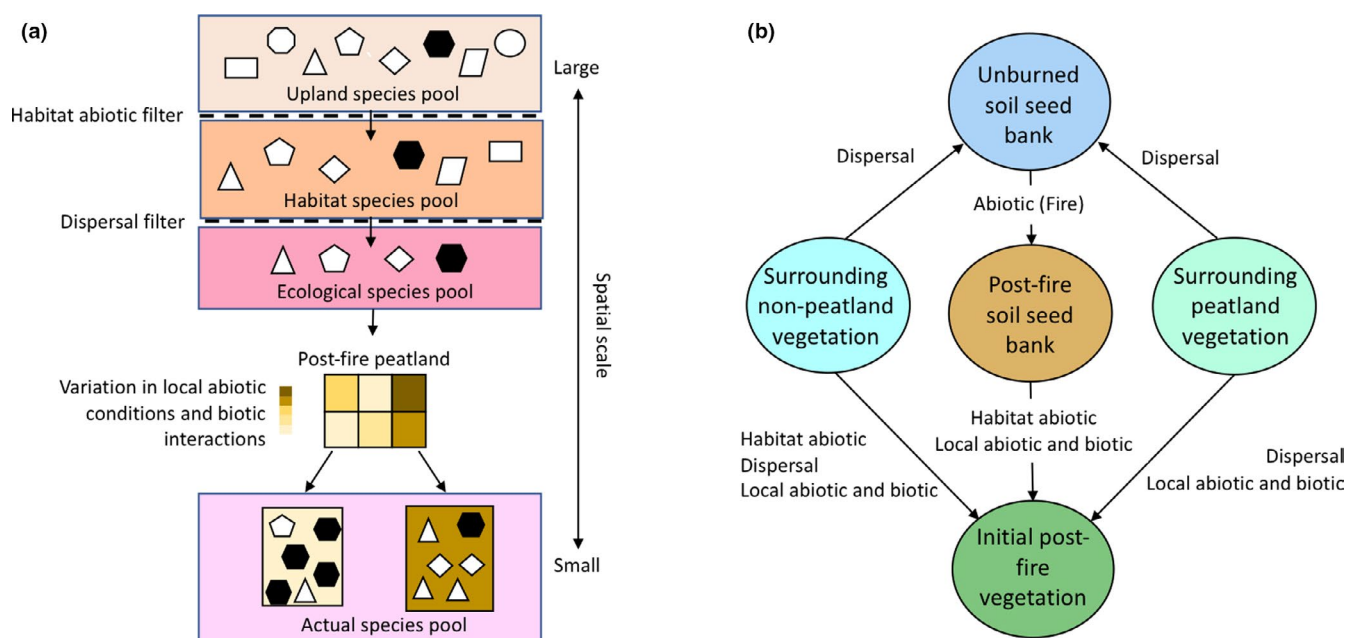 (a)
Upland species pool
Large
Habitat abiotic filter
Habitat species pool
Dispersal filter
Ecological species pool
Spatial scale
Post-fire peatland
Variation in local abiotic
conditions and biotic
interactions
Small
Actual species pool
(b)
Unburned
soil seed
bank
Dispersal
Dispersal
Abiotic (Fire)
Surrounding
non-peatland
vegetation
Post-fire
soil seed
bank
Surrounding
peatland
vegetation
Habitat abiotic
Dispersal
Local abiotic and biotic
Habitat abiotic
Local abiotic and biotic
Dispersal
Local abiotic and biotic
Initial post-
fire
vegetation